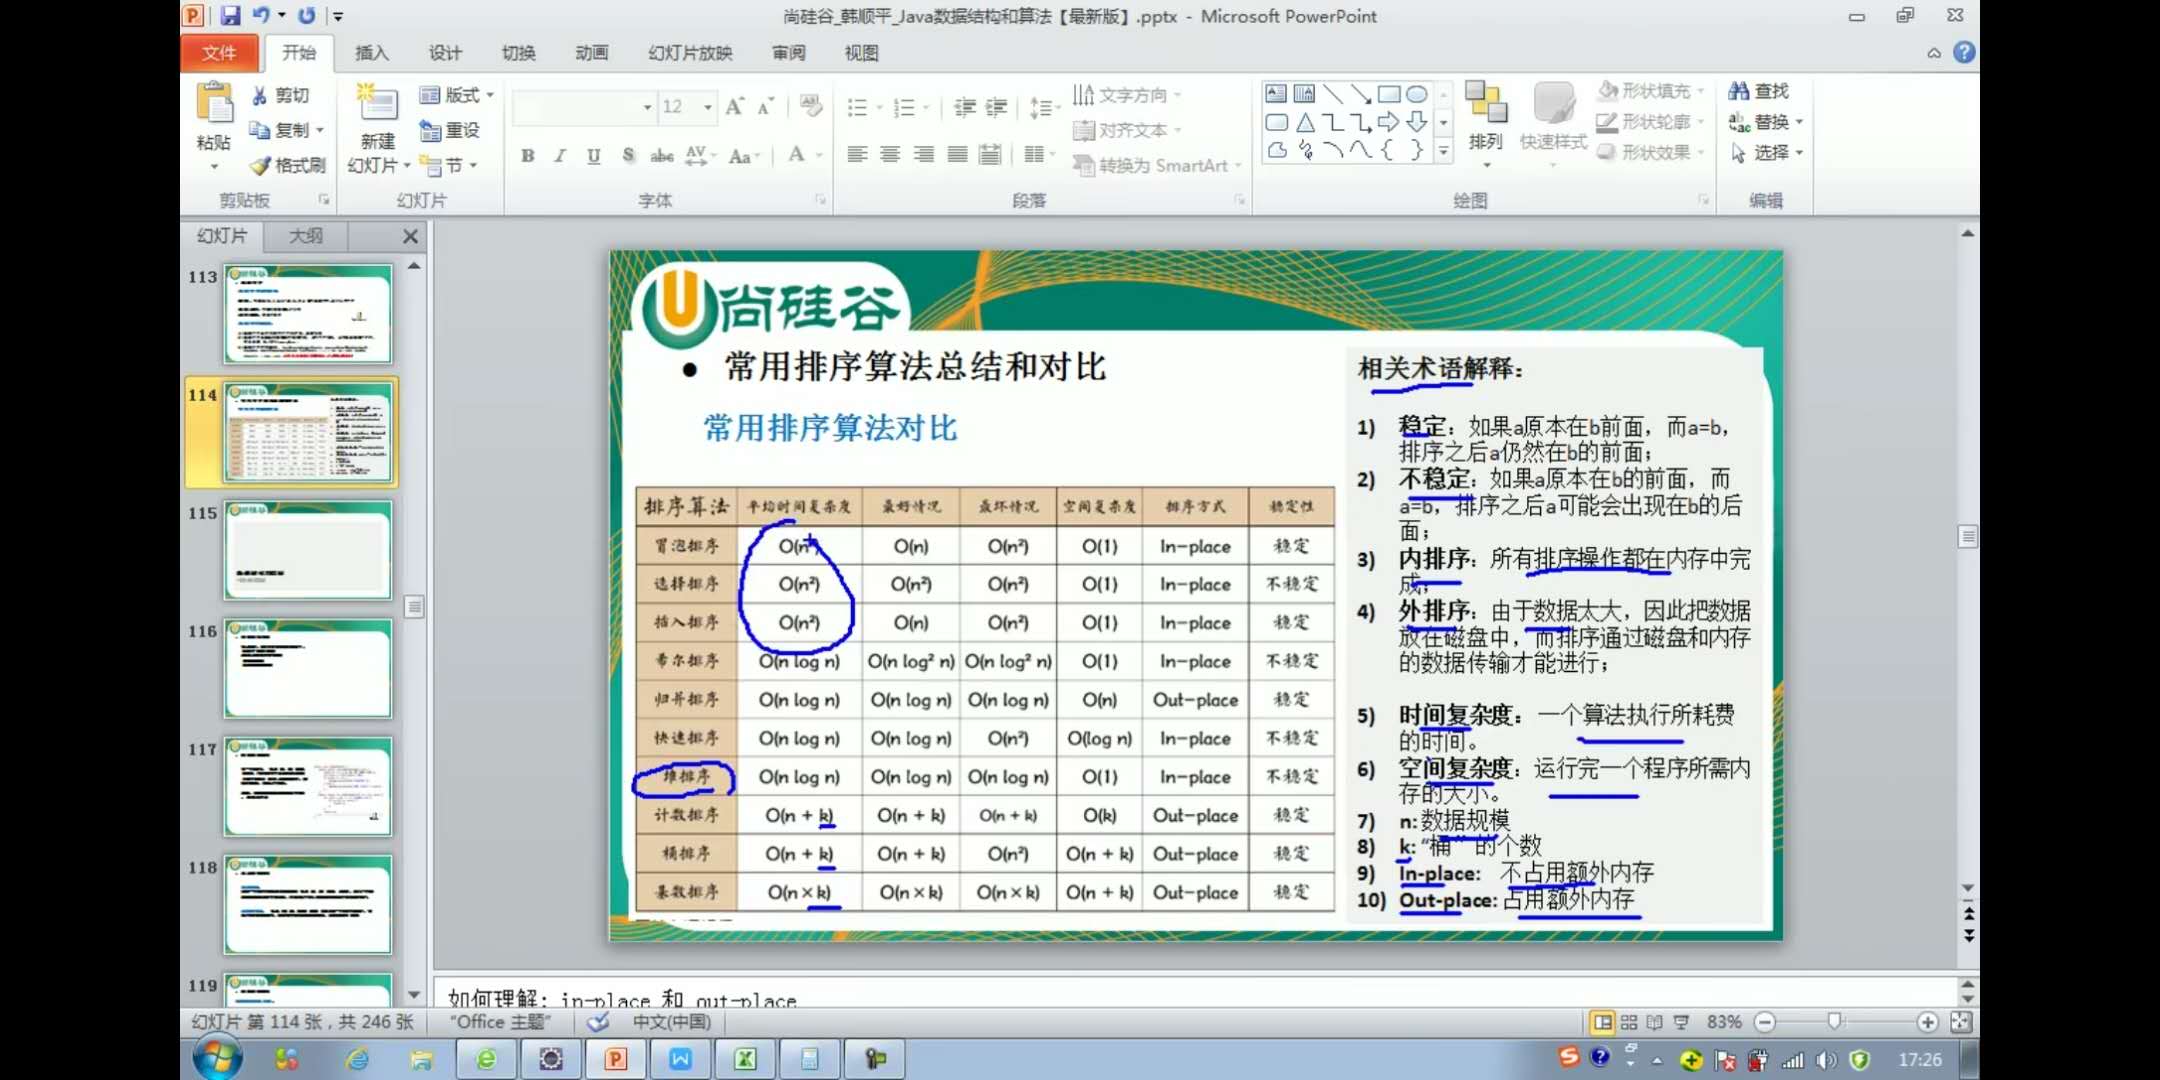 尚硅谷_韩顺平_Java数据结构和算法【最新版】.pptx - Microsoft PowerPoint
文件 开始 插入 设计 切换 动画 幻灯片放映 审阅 视图
粘贴 剪切 复制 格式刷 剪贴板
新建 幻灯片 版式 重设 节 幻灯片
12
B I U S abc AV Aa A 字体
文字方向 对齐文本 转换为 SmartArt 段落
排列 快速样式 形状填充 形状轮廓 形状效果 绘图
查找 替换 选择 编辑
幻灯片 大纲
113
114
115
116
117
118
119
尚硅谷
• 常用排序算法总结和对比
常用排序算法对比
排序算法 平均时间复杂度 最好情况 最坏情况 空间复杂度 排序方式 稳定性
冒泡排序 O(n²) O(n) O(n²) O(1) In-place 稳定
选择排序 O(n²) O(n²) O(n²) O(1) In-place 不稳定
插入排序 O(n²) O(n) O(n²) O(1) In-place 稳定
希尔排序 O(n log n) O(n log² n) O(n log² n) O(1) In-place 不稳定
归并排序 O(n log n) O(n log n) O(n log n) O(n) Out-place 稳定
快速排序 O(n log n) O(n log n) O(n²) O(log n) In-place 不稳定
堆排序 O(n log n) O(n log n) O(n log n) O(1) In-place 不稳定
计数排序 O(n + k) O(n + k) O(n + k) O(k) Out-place 稳定
桶排序 O(n + k) O(n + k) O(n²) O(n + k) Out-place 稳定
基数排序 O(n × k) O(n × k) O(n × k) O(n + k) Out-place 稳定
相关术语解释：
1) 稳定：如果a原本在b前面，而a=b，
排序之后a仍然在b的前面；
2) 不稳定：如果a原本在b的前面，而
a=b，排序之后a可能会出现在b的后
面；
3) 内排序：所有排序操作都在内存中完
成；
4) 外排序：由于数据太大，因此把数据
放在磁盘中，而排序通过磁盘和内存
的数据传输才能进行；
5) 时间复杂度：一个算法执行所耗费
的时间。
6) 空间复杂度：运行完一个程序所需内
存的大小。
7) n: 数据规模
8) k: “桶”的个数
9) In-place: 不占用额外内存
10) Out-place: 占用额外内存
如何理解: in-place 和 out-place
幻灯片 第 114 张，共 246 张 "Office 主题" 中文(中国) 83%
17:26